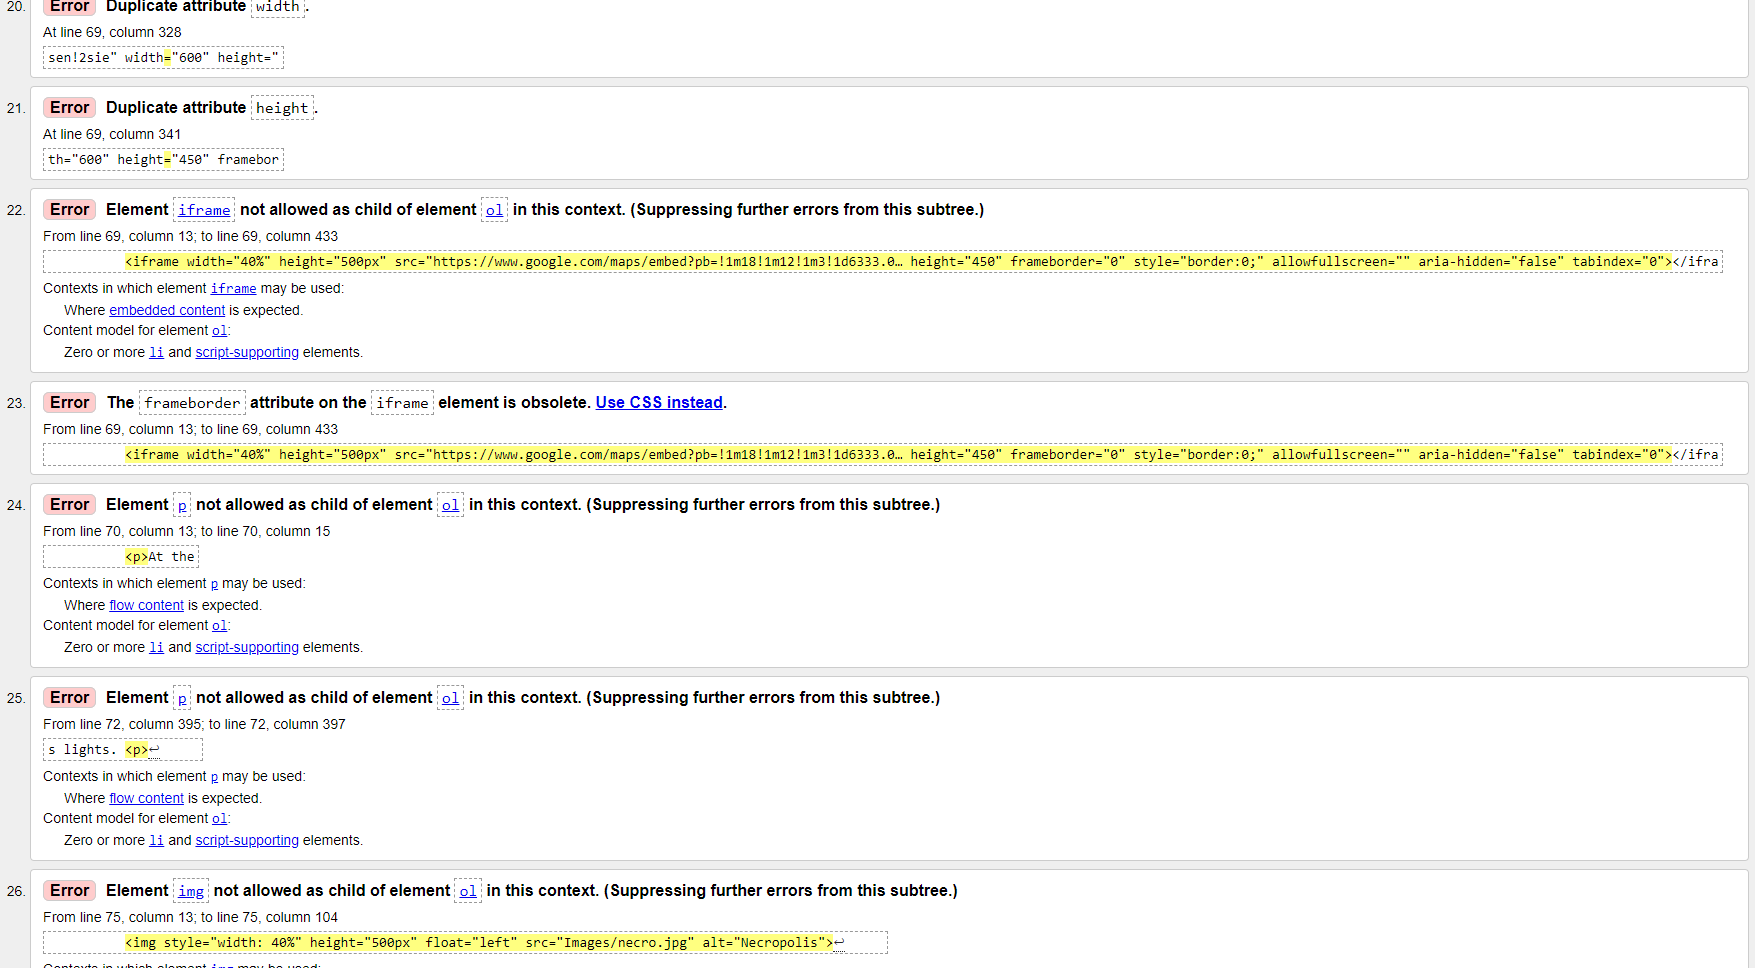 20. Error Duplicate attribute width.
At line 69, column 328
sen!2sie" width="600" height="
21. Error Duplicate attribute height.
At line 69, column 341
th="600" height="450" framebor
22. Error Element iframe not allowed as child of element ol in this context. (Suppressing further errors from this subtree.)
From line 69, column 13; to line 69, column 433
<iframe width="40%" height="500px" src="https://www.google.com/maps/embed?pb=!1m18!1m12!1m3!1d6333.0… height="450" frameborder="0" style="border:0;" allowfullscreen="" aria-hidden="false" tabindex="0"></ifra
Contexts in which element iframe may be used:
Where embedded content is expected.
Content model for element ol:
Zero or more li and script-supporting elements.
23. Error The frameborder attribute on the iframe element is obsolete. Use CSS instead.
From line 69, column 13; to line 69, column 433
<iframe width="40%" height="500px" src="https://www.google.com/maps/embed?pb=!1m18!1m12!1m3!1d6333.0… height="450" frameborder="0" style="border:0;" allowfullscreen="" aria-hidden="false" tabindex="0"></ifra
24. Error Element p not allowed as child of element ol in this context. (Suppressing further errors from this subtree.)
From line 70, column 13; to line 70, column 15
<p>At the
Contexts in which element p may be used:
Where flow content is expected.
Content model for element ol:
Zero or more li and script-supporting elements.
25. Error Element p not allowed as child of element ol in this context. (Suppressing further errors from this subtree.)
From line 72, column 395; to line 72, column 397
s lights. <p>↩
Contexts in which element p may be used:
Where flow content is expected.
Content model for element ol:
Zero or more li and script-supporting elements.
26. Error Element img not allowed as child of element ol in this context. (Suppressing further errors from this subtree.)
From line 75, column 13; to line 75, column 104
<img style="width: 40%" height="500px" float="left" src="Images/necro.jpg" alt="Necropolis">↩
Contexts in which element img may be used: